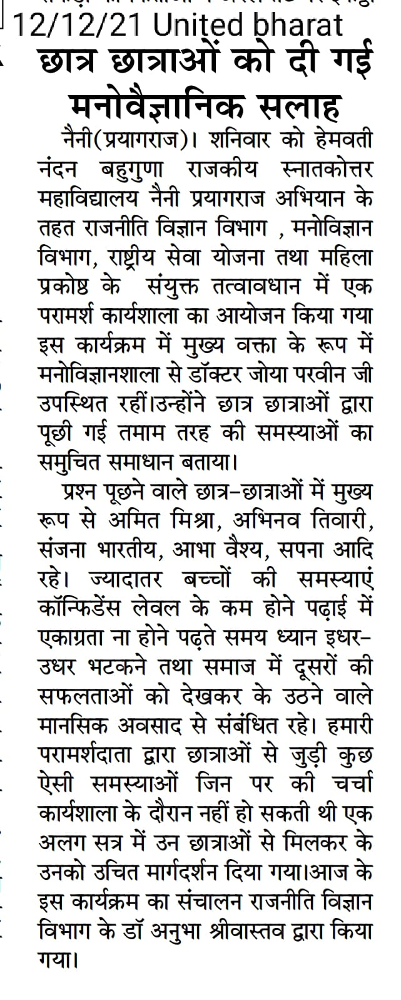 12/12/21 United bharat
छात्र छात्राओं को दी गई
मनोवैज्ञानिक सलाह
नैनी(प्रयागराज)। शनिवार को हेमवती
नंदन बहुगुणा राजकीय स्नातकोत्तर
महाविद्यालय नैनी प्रयागराज अभियान के
तहत राजनीति विज्ञान विभाग , मनोविज्ञान
विभाग, राष्ट्रीय सेवा योजना तथा महिला
प्रकोष्ठ के संयुक्त तत्वावधान में एक
परामर्श कार्यशाला का आयोजन किया गया
इस कार्यक्रम में मुख्य वक्ता के रूप में
मनोविज्ञानशाला से डॉक्टर जोया परवीन जी
उपस्थित रहीं।उन्होंने छात्र छात्राओं द्वारा
पूछी गई तमाम तरह की समस्याओं का
समुचित समाधान बताया।
प्रश्न पूछने वाले छात्र-छात्राओं में मुख्य
रूप से अमित मिश्रा, अभिनव तिवारी,
संजना भारतीय, आभा वैश्य, सपना आदि
रहे। ज्यादातर बच्चों की समस्याएं
कॉन्फिडेंस लेवल के कम होने पढ़ाई में
एकाग्रता ना होने पढ़ते समय ध्यान इधर-
उधर भटकने तथा समाज में दूसरों की
सफलताओं को देखकर के उठने वाले
मानसिक अवसाद से संबंधित रहे। हमारी
परामर्शदाता द्वारा छात्राओं से जुड़ी कुछ
ऐसी समस्याओं जिन पर की चर्चा
कार्यशाला के दौरान नहीं हो सकती थी एक
अलग सत्र में उन छात्राओं से मिलकर के
उनको उचित मार्गदर्शन दिया गया।आज के
इस कार्यक्रम का संचालन राजनीति विज्ञान
विभाग के डॉ अनुभा श्रीवास्तव द्वारा किया
गया।